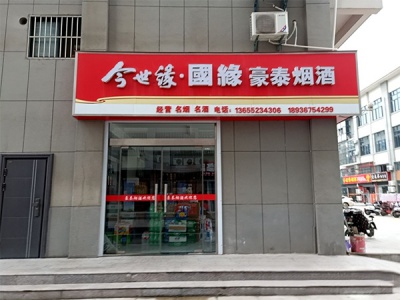 今世缘·國緣 豪泰烟酒
经营 名烟 名酒 电话: 13655234306 18936754299